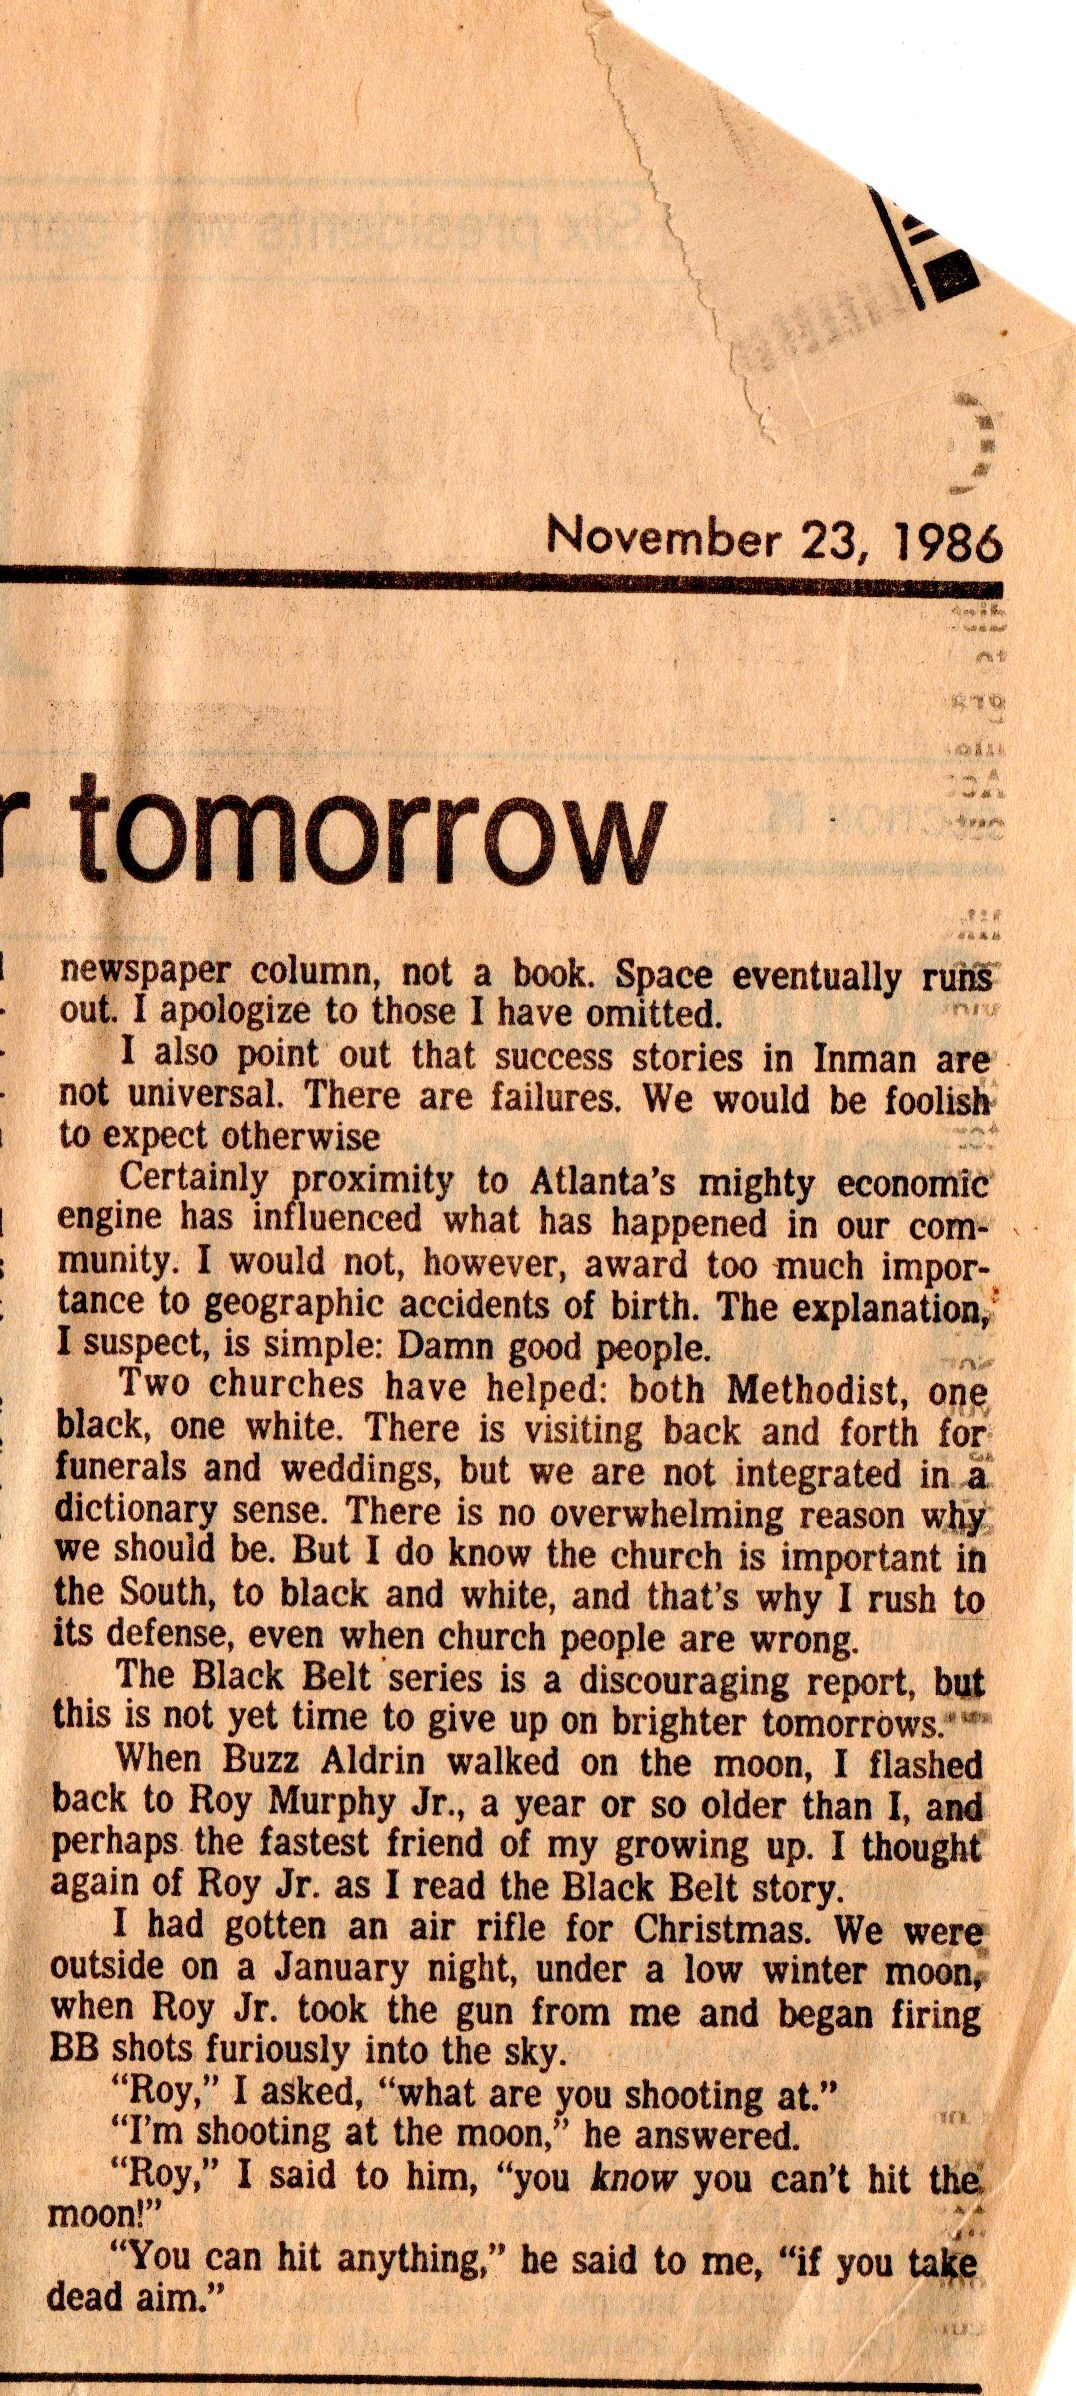 November 23, 1986
r tomorrow
newspaper column, not a book. Space eventually runs
out. I apologize to those I have omitted.
I also point out that success stories in Inman are
not universal. There are failures. We would be foolish
to expect otherwise
Certainly proximity to Atlanta's mighty economic
engine has influenced what has happened in our com-
munity. I would not, however, award too much impor-
tance to geographic accidents of birth. The explanation,
I suspect, is simple: Damn good people.
Two churches have helped: both Methodist, one
black, one white. There is visiting back and forth for
funerals and weddings, but we are not integrated in a
dictionary sense. There is no overwhelming reason why
we should be. But I do know the church is important in
the South, to black and white, and that's why I rush to
its defense, even when church people are wrong.
The Black Belt series is a discouraging report, but
this is not yet time to give up on brighter tomorrows.
When Buzz Aldrin walked on the moon, I flashed
back to Roy Murphy Jr., a year or so older than I, and
perhaps the fastest friend of my growing up. I thought
again of Roy Jr. as I read the Black Belt story.
I had gotten an air rifle for Christmas. We were
outside on a January night, under a low winter moon,
when Roy Jr. took the gun from me and began firing
BB shots furiously into the sky.
“Roy,” I asked, “what are you shooting at.”
“I'm shooting at the moon,” he answered.
“Roy,” I said to him, “you know you can't hit the
moon!”
“You can hit anything,” he said to me, “if you take
dead aim.”